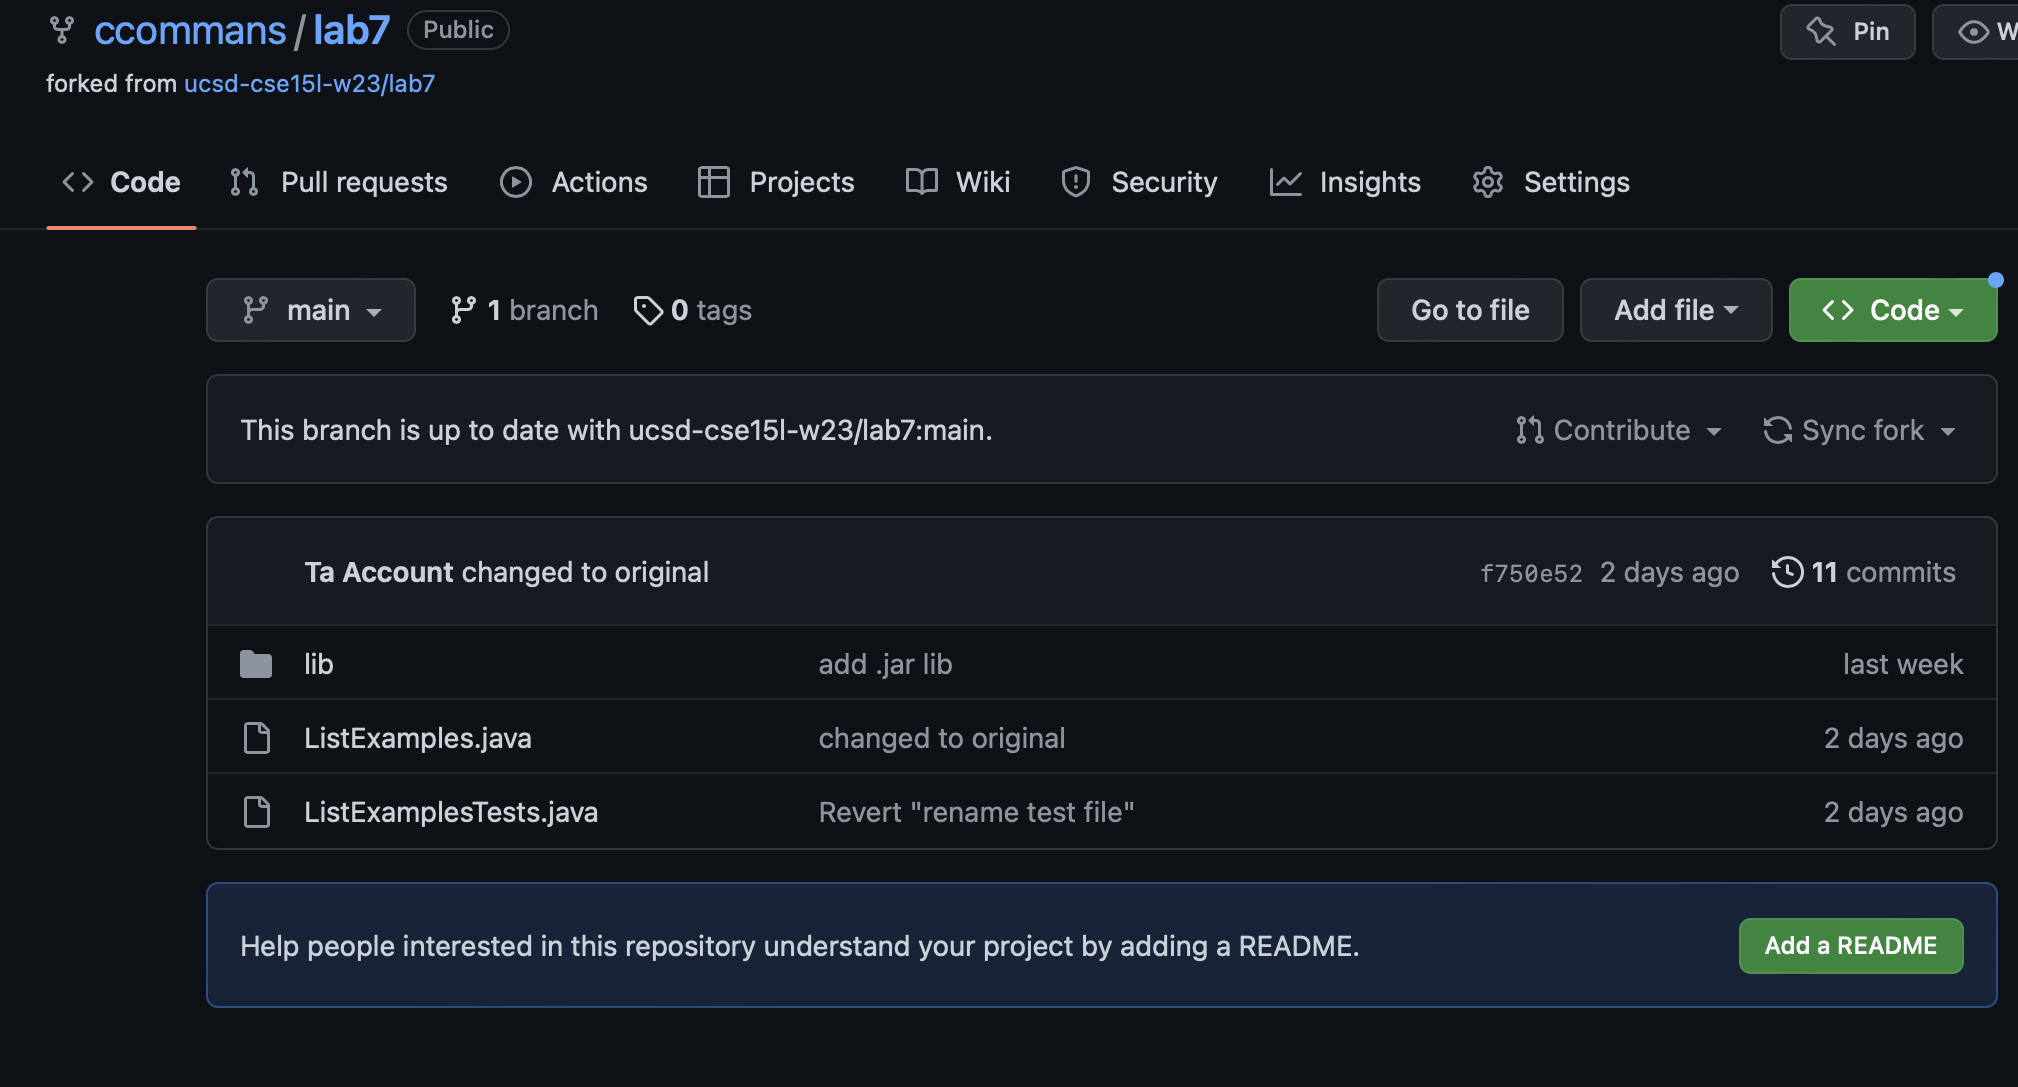 ccommans / lab7 Public Pin
forked from ucsd-cse15l-w23/lab7
Code Pull requests Actions Projects Wiki Security Insights Settings
main 1 branch 0 tags Go to file Add file Code
This branch is up to date with ucsd-cse15l-w23/lab7:main. Contribute Sync fork
Ta Account changed to original f750e52 2 days ago 11 commits
lib add .jar lib last week
ListExamples.java changed to original 2 days ago
ListExamplesTests.java Revert "rename test file" 2 days ago
Help people interested in this repository understand your project by adding a README. Add a README